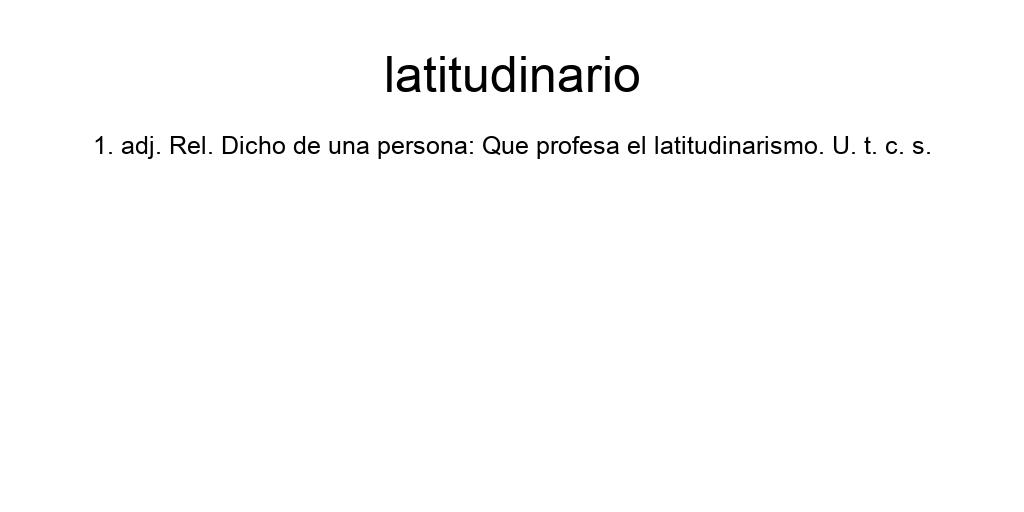 latitudinario
1. adj. Rel. Dicho de una persona: Que profesa el latitudinarismo. U. t. c. s.